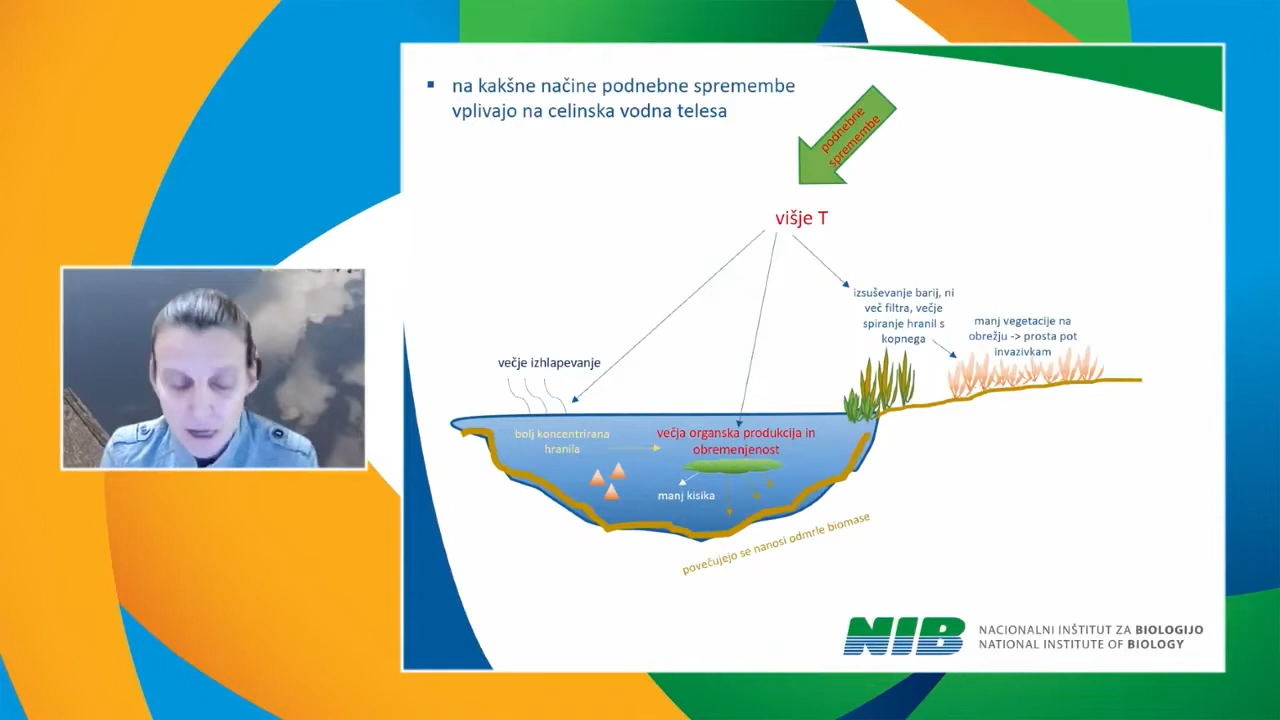 na kakšne načine podnebne spremembe
vplivajo na celinska vodna telesa
podnebne
spremembe
višje T
izsuševanje barij, ni
več filtra, večje
spiranje hranil s
kopnega
manj vegetacije na
obrežju -> prosta pot
invazivkam
večje izhlapevanje
bolj koncentrirana
hranila
večja organska produkcija in
obremenjenost
manj kisika
povečujejo se nanosi odmrle biomase
NIB
NACIONALNI INŠTITUT ZA BIOLOGIJO
NATIONAL INSTITUTE OF BIOLOGY